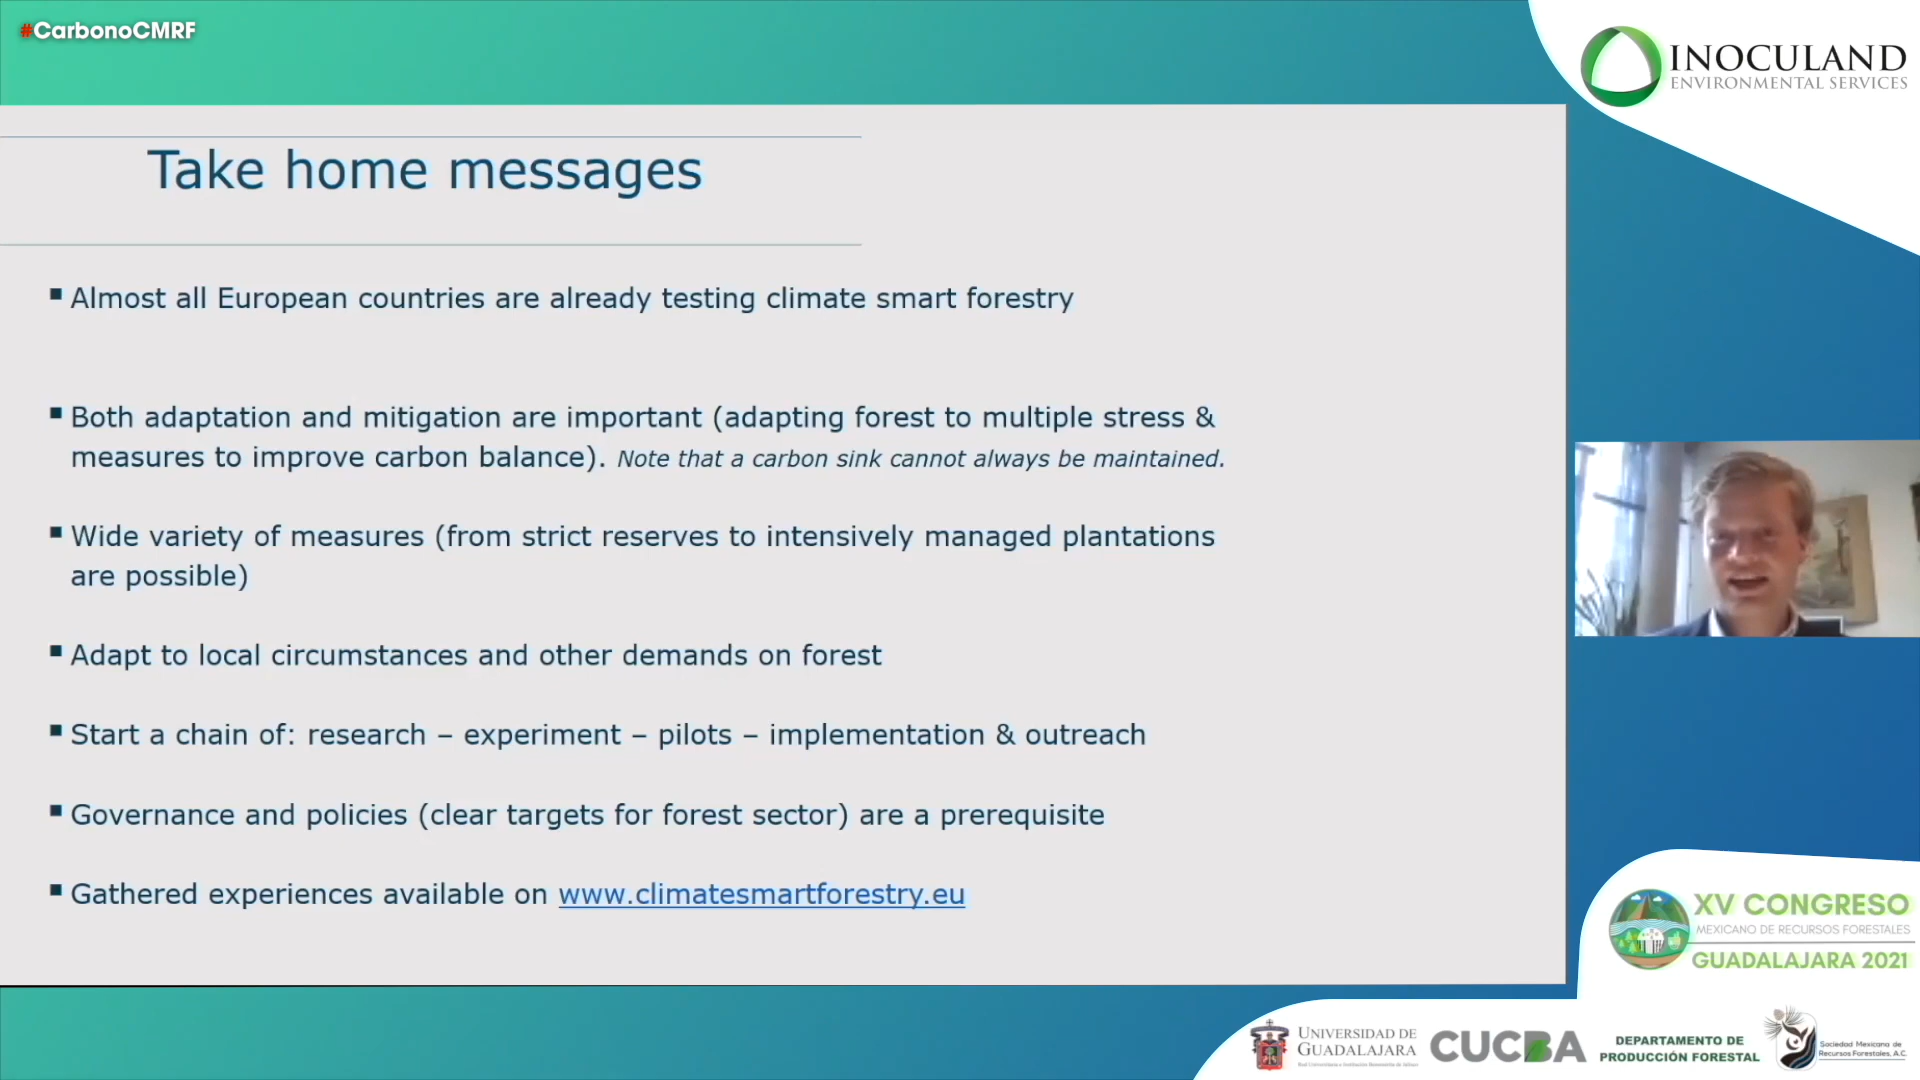 #CarbonoCMRF
INOCULAND
ENVIRONMENTAL SERVICES
Take home messages
▪ Almost all European countries are already testing climate smart forestry
▪ Both adaptation and mitigation are important (adapting forest to multiple stress &
measures to improve carbon balance). Note that a carbon sink cannot always be maintained.
▪ Wide variety of measures (from strict reserves to intensively managed plantations
are possible)
▪ Adapt to local circumstances and other demands on forest
▪ Start a chain of: research – experiment – pilots – implementation & outreach
▪ Governance and policies (clear targets for forest sector) are a prerequisite
▪ Gathered experiences available on www.climatesmartforestry.eu
XV CONGRESO
MEXICANO DE RECURSOS FORESTALES
GUADALAJARA 2021
UNIVERSIDAD DE
GUADALAJARA
CUCBA
DEPARTAMENTO DE
PRODUCCIÓN FORESTAL
Sociedad Mexicana de
Recursos Forestales, A.C.